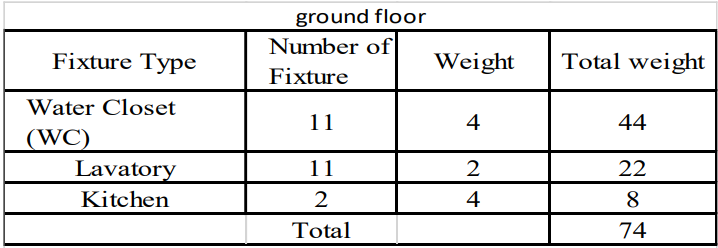 ground floor
Fixture Type Number of Fixture Weight Total weight
Water Closet (WC) 11 4 44
Lavatory 11 2 22
Kitchen 2 4 8
Total 74